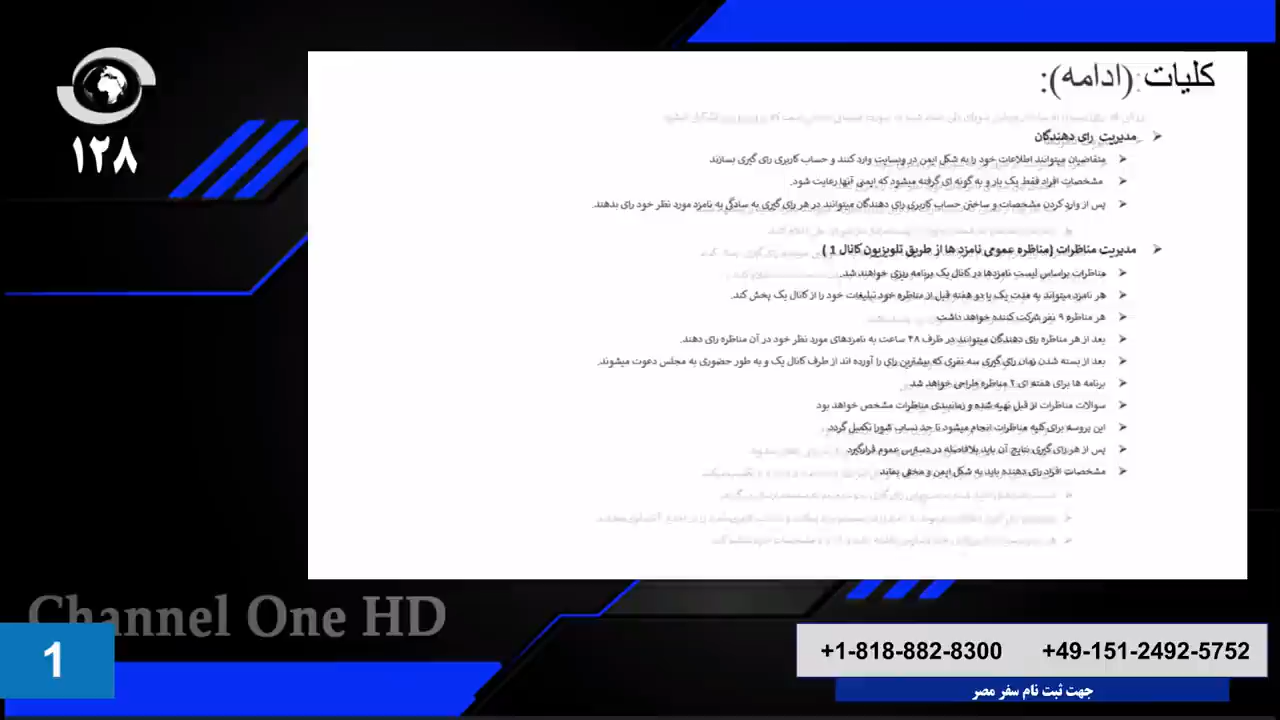 ۱۲۸
کلیات (ادامه):
مدیریت رای دهندگان
متقاضیان میتوانند اطلاعات خود را به شکل ایمن در وبسایت وارد کنند و حساب کاربری رای گیری بسازند
مشخصات افراد فقط یک بار و به گونه ای گرفته میشود که ایمنی آنها رعایت شود.
پس از وارد کردن مشخصات و ساختن حساب کاربری رای دهندگان میتوانند در هر رای گیری به سادگی به نامزد مورد نظر خود رای بدهند.
مدیریت مناظرات (مناظره عمومی نامزد ها از طریق تلویزیون کانال 1 )
مناظرات براساس لیست نامزدها در کانال یک برنامه ریزی خواهند شد.
هر نامزد میتواند به مدت یک یا دو هفته قبل از مناظره خود تبلیغات خود را از کانال یک پخش کند.
هر مناظره ۹ نفر شرکت کننده خواهد داشت
بعد از هر مناظره رای دهندگان میتوانند در ظرف ۴۸ ساعت به نامزدهای مورد نظر خود در آن مناظره رای دهند.
بعد از بسته شدن زمان رای گیری سه نفری که بیشترین رای را آورده اند از طرف کانال یک و به طور حضوری به مجلس دعوت میشوند.
برنامه ها برای هفته ای ۲ مناظره طراحی خواهد شد
سوالات مناظرات از قبل تهیه شده و زمانبندی مناظرات مشخص خواهد بود
این پروسه برای کلیه مناظرات انجام میشود تا حد نساب شورا تکمیل گردد
پس از هر رای گیری نتایج آن باید بلافاصله در دسترس عموم قرارگیرد
مشخصات افراد رای دهنده باید به شکل ایمن و مخفی بماند
Channel One HD
1
+1-818-882-8300 +49-151-2492-5752
جهت ثبت نام سفر مصر